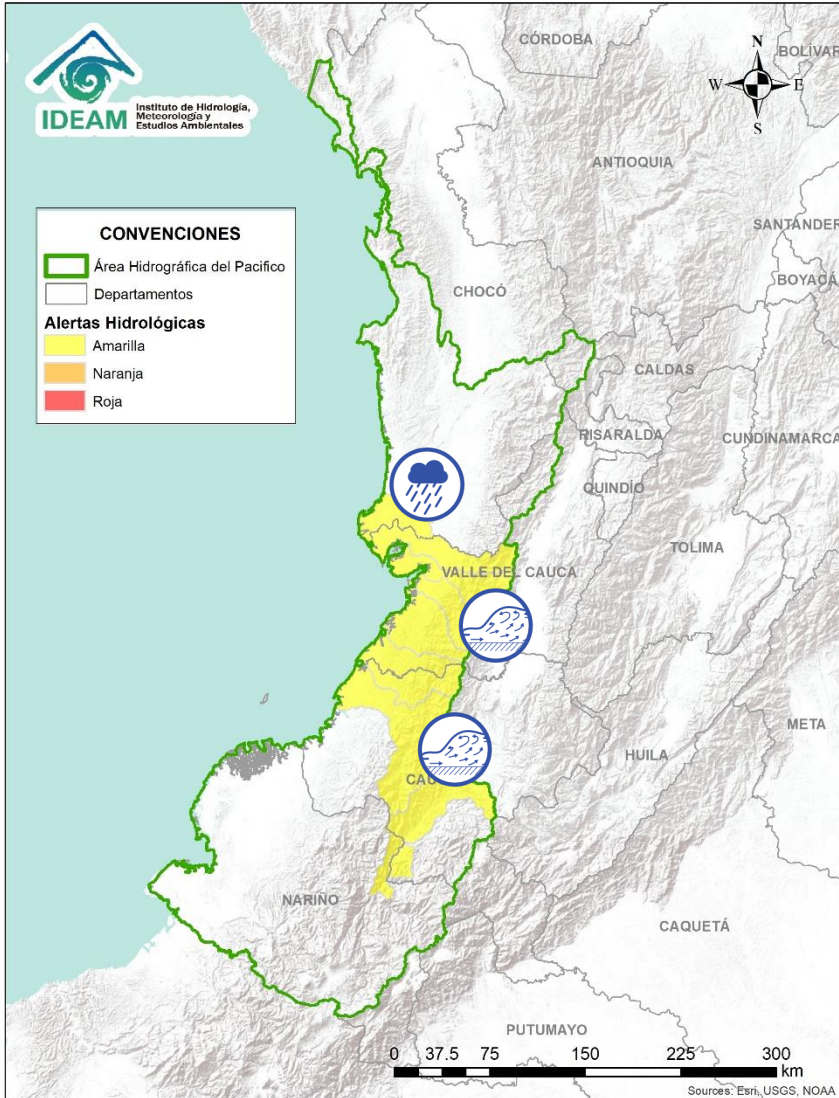 IDEAM
Instituto de Hidrología,
Meteorología y
Estudios Ambientales
CONVENCIONES
Área Hidrográfica del Pacifico
Departamentos
Alertas Hidrológicas
Amarilla
Naranja
Roja
N
W E
S
CÓRDOBA
BOLÍVAR
ANTIOQUIA
SANTANDER
BOYACÁ
CHOCÓ
CALDAS
RISARALDA
CUNDINAMARCA
QUINDÍO
TOLIMA
VALLE DEL CAUCA
META
HUILA
CAU
NARIÑO
CAQUETÁ
PUTUMAYO
0 37.5 75 150 225 300
km
Sources: Esri, USGS, NOAA